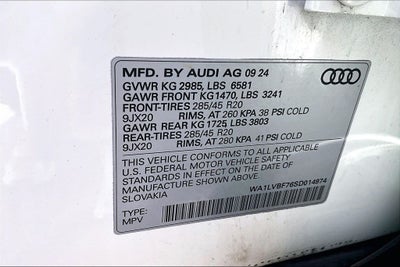 MFD. BY AUDI AG 09 24
GVWR KG 2985, LBS 6581
GAWR FRONT KG1470, LBS 3241
FRONT-TIRES 285/45 R20
9JX20 RIMS, AT 260 KPA 38 PSI COLD
GAWR REAR KG 1725, LBS 3803
REAR-TIRES 285/45 R20
9JX20 RIMS, AT 280 KPA 41 PSI COLD
THIS VEHICLE CONFORMS TO ALL APPLICABLE
U.S. FEDERAL MOTOR VEHICLE SAFETY
STANDARDS IN EFFECT ON THE DATE OF
MANUFACTURE SHOWN ABOVE.
SLOVAKIA WA1LVBF76SD014874
TYPE:
MPV